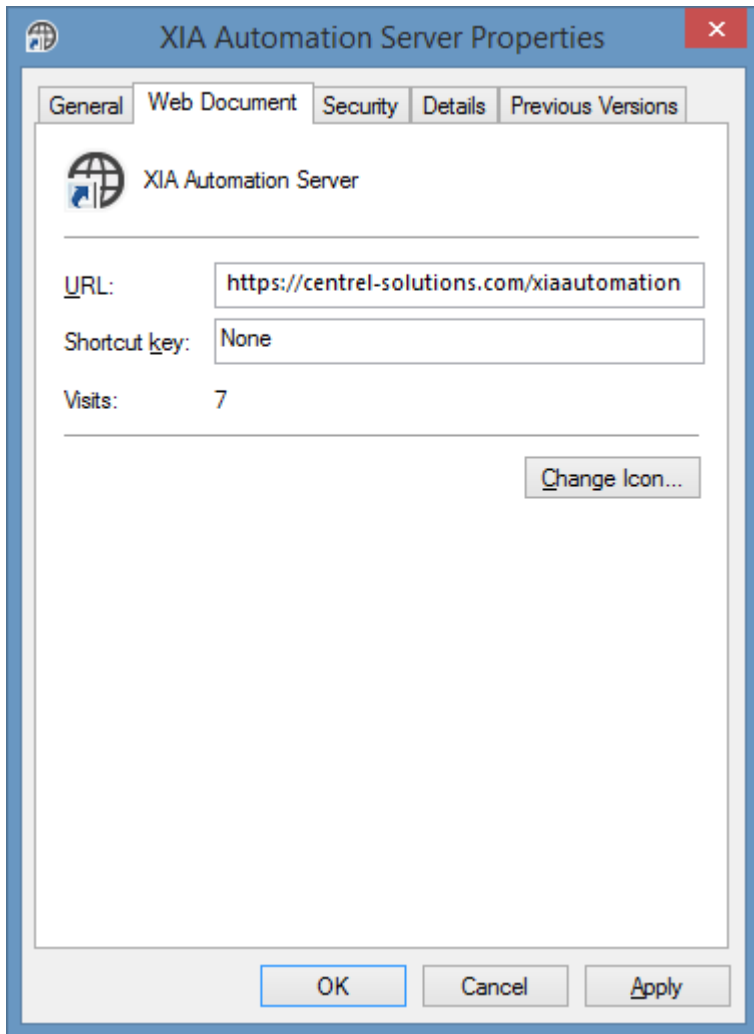 XIA Automation Server Properties
General Web Document Security Details Previous Versions
XIA Automation Server
URL: https://centrel-solutions.com/xiaautomation
Shortcut key: None
Visits: 7
Change Icon...
OK Cancel Apply